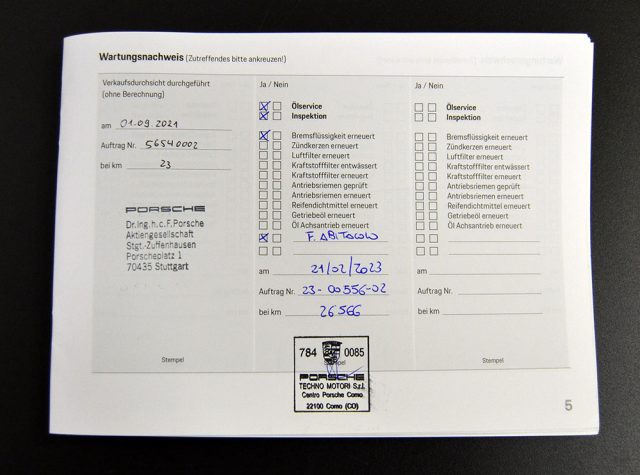 Wartungsnachweis (Zutreffendes bitte ankreuzen!)
Verkaufsdurchsicht durchgeführt
(ohne Berechnung)
am 01.09.2021
Auftrag Nr. 56540002
bei km 23
PORSCHE
Dr.Ing.h.c.F.Porsche
Aktiengesellschaft
Stgt.-Zuffenhausen
Porscheplatz 1
70435 Stuttgart
Stempel
Ja / Nein
Ölservice
Inspektion
Bremsflüssigkeit erneuert
Zündkerzen erneuert
Luftfilter erneuert
Kraftstofffilter entwässert
Kraftstofffilter erneuert
Antriebsriemen geprüft
Antriebsriemen erneuert
Reifendichtmittel erneuert
Getriebeöl erneuert
Öl Achsantrieb erneuert
F. ABITACOLO
am 21/02/2023
Auftrag Nr. 23-00556-02
bei km 26566
784 0085
PORSCHE
TECHNO MOTORI S.r.l.
Centro Porsche Como
22100 Como (CO)
Ja / Nein
Ölservice
Inspektion
Bremsflüssigkeit erneuert
Zündkerzen erneuert
Luftfilter erneuert
Kraftstofffilter entwässert
Kraftstofffilter erneuert
Antriebsriemen geprüft
Antriebsriemen erneuert
Reifendichtmittel erneuert
Getriebeöl erneuert
Öl Achsantrieb erneuert
am
Auftrag Nr.
bei km
Stempel
5